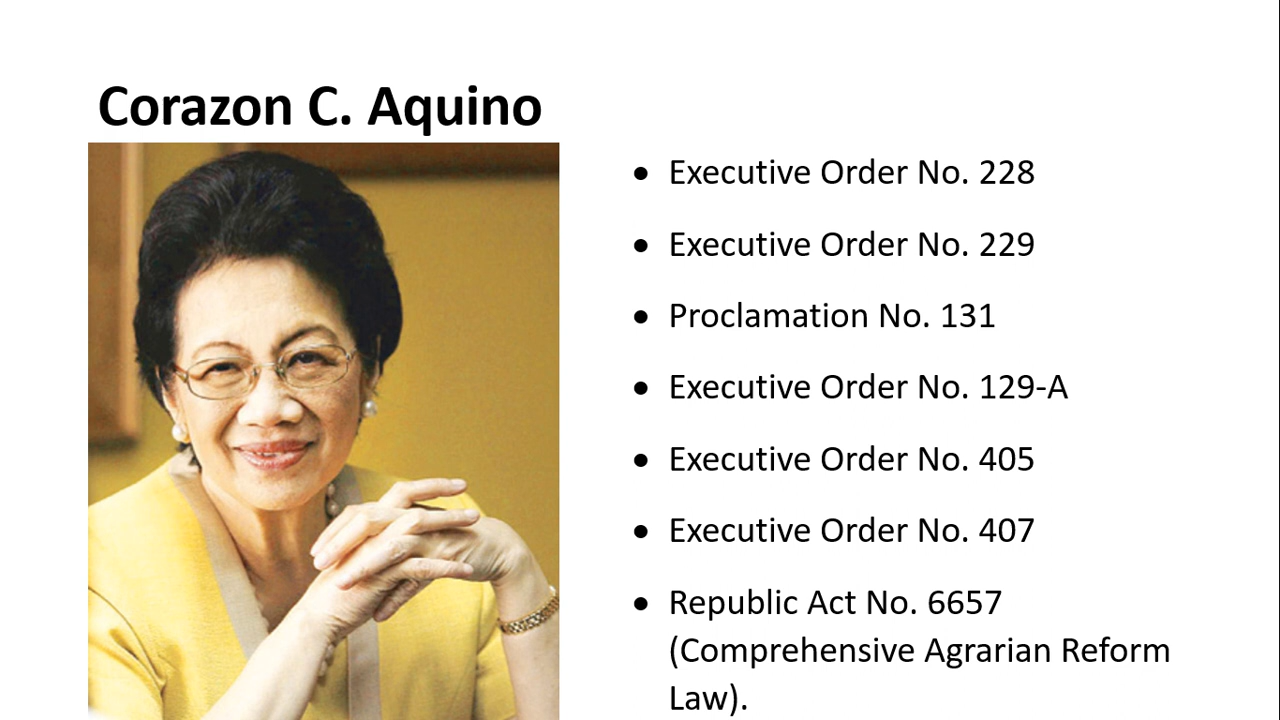 Corazon C. Aquino
• Executive Order No. 228
• Executive Order No. 229
• Proclamation No. 131
• Executive Order No. 129-A
• Executive Order No. 405
• Executive Order No. 407
• Republic Act No. 6657
(Comprehensive Agrarian Reform
Law).